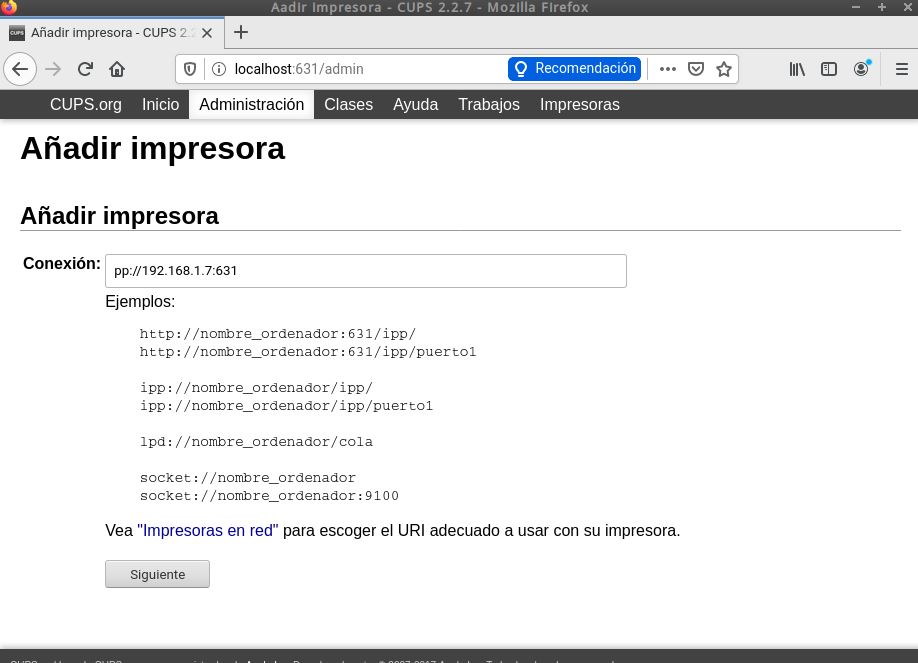 Aadir Impresora - CUPS 2.2.7 - Mozilla Firefox
CUPS Añadir impresora - CUPS 2.2
localhost:631/admin Recomendación
CUPS.org Inicio Administración Clases Ayuda Trabajos Impresoras
Añadir impresora
Añadir impresora
Conexión: pp://192.168.1.7:631
Ejemplos:
http://nombre_ordenador:631/ipp/
http://nombre_ordenador:631/ipp/puerto1
ipp://nombre_ordenador/ipp/
ipp://nombre_ordenador/ipp/puerto1
lpd://nombre_ordenador/cola
socket://nombre_ordenador
socket://nombre_ordenador:9100
Vea "Impresoras en red" para escoger el URI adecuado a usar con su impresora.
Siguiente